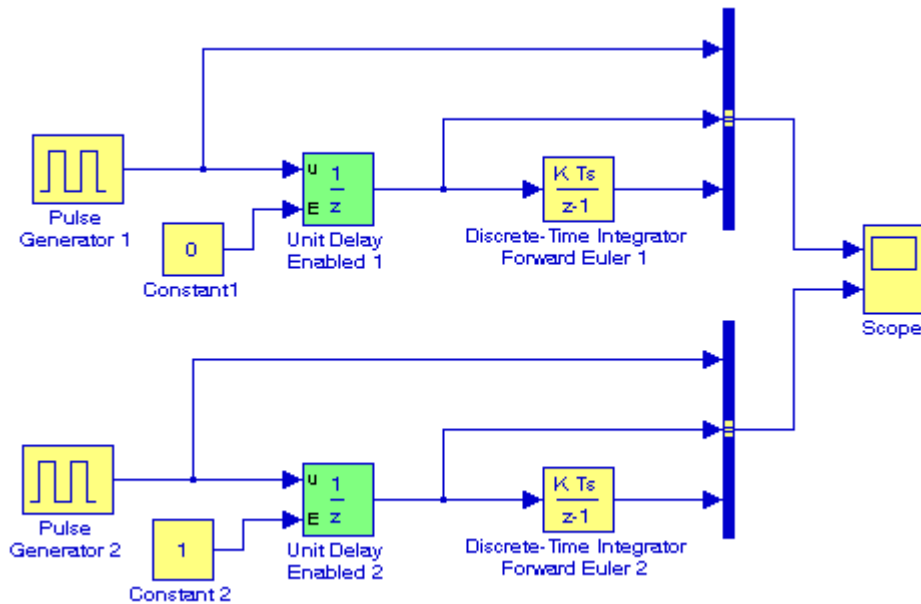 u
1
z
E
K Ts
z-1
Pulse
Generator 1
0
Constant1
Unit Delay
Enabled 1
Discrete-Time Integrator
Forward Euler 1
Scope
u
1
z
E
K Ts
z-1
Pulse
Generator 2
1
Constant 2
Unit Delay
Enabled 2
Discrete-Time Integrator
Forward Euler 2